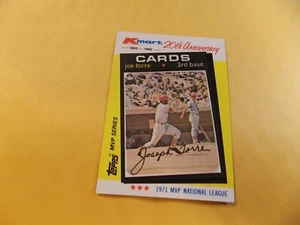 Kmart 20th Anniversary
1962 1982
CARDS
joe torre ★ 3rd base
Joseph Torre
TOPPS MVP SERIES
★★★ 1971 MVP NATIONAL LEAGUE